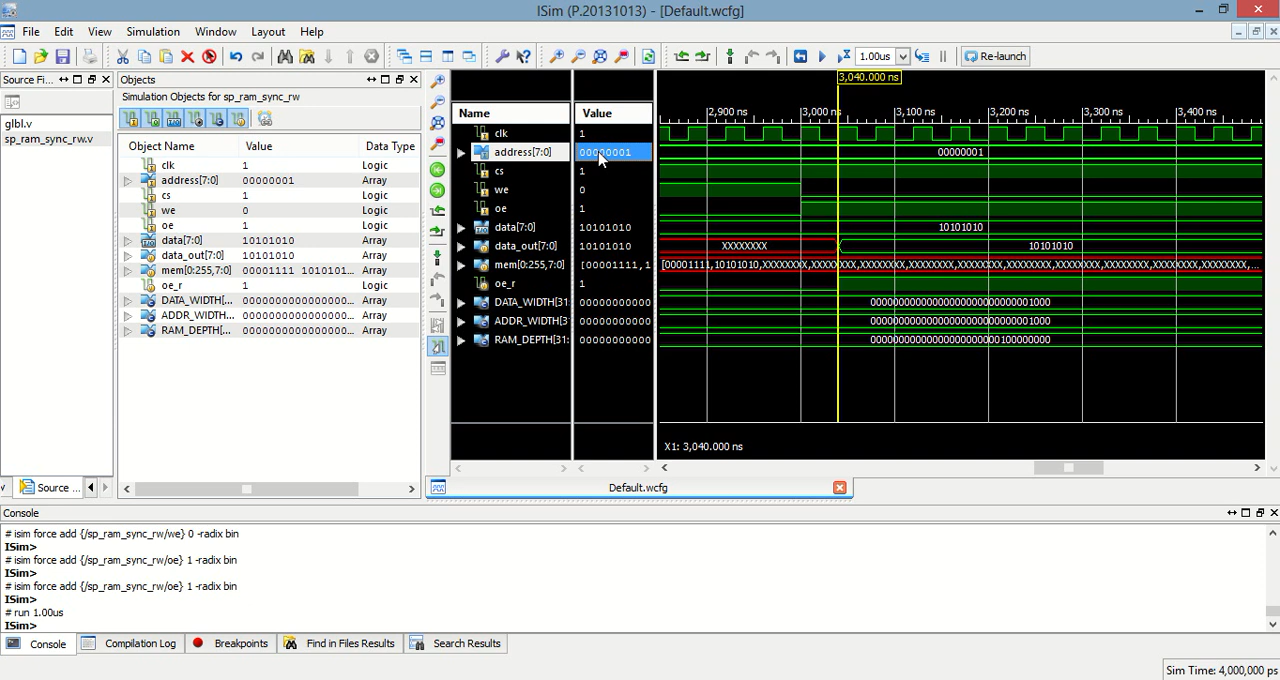 ISim (P.20131013) - [Default.wcfg]
File Edit View Simulation Window Layout Help
1.00us Re-launch
Source Fi...
glbl.v
sp_ram_sync_rw.v
Source ...
Objects
Simulation Objects for sp_ram_sync_rw
Object Name Value Data Type
clk 1 Logic
address[7:0] 00000001 Array
cs 1 Logic
we 0 Logic
oe 1 Logic
data[7:0] 10101010 Array
data_out[7:0] 10101010 Array
mem[0:255,7:0] 00001111 1010101... Array
oe_r 1 Logic
DATA_WIDTH[... 000000000000000... Array
ADDR_WIDTH... 000000000000000... Array
RAM_DEPTH[... 000000000000000... Array
Name Value
clk 1
address[7:0] 00000001
cs 1
we 0
oe 1
data[7:0] 10101010
data_out[7:0] 10101010
mem[0:255,7:0] [00001111,1
oe_r 1
DATA_WIDTH[31: 00000000000
ADDR_WIDTH[3 00000000000
RAM_DEPTH[31: 00000000000
3,040.000 ns
2,900 ns 3,000 ns 3,100 ns 3,200 ns 3,300 ns 3,400 ns
00000001
10101010
XXXXXXXX 10101010
[00001111,10101010,XXXXXXXX,XXXXXXXX,XXXXXXXX,XXXXXXXX,XXXXXXXX,XXXXXXXX,XXXXXXXX,XXXXXXXX,XXXXXXXX,...
00000000000000000000000000001000
00000000000000000000000000001000
00000000000000000000000100000000
X1: 3,040.000 ns
Default.wcfg
Console
# isim force add {/sp_ram_sync_rw/we} 0 -radix bin
ISim>
# isim force add {/sp_ram_sync_rw/oe} 1 -radix bin
ISim>
# isim force add {/sp_ram_sync_rw/oe} 1 -radix bin
ISim>
# run 1.00us
ISim>
Console Compilation Log Breakpoints Find in Files Results Search Results
Sim Time: 4,000,000 ps